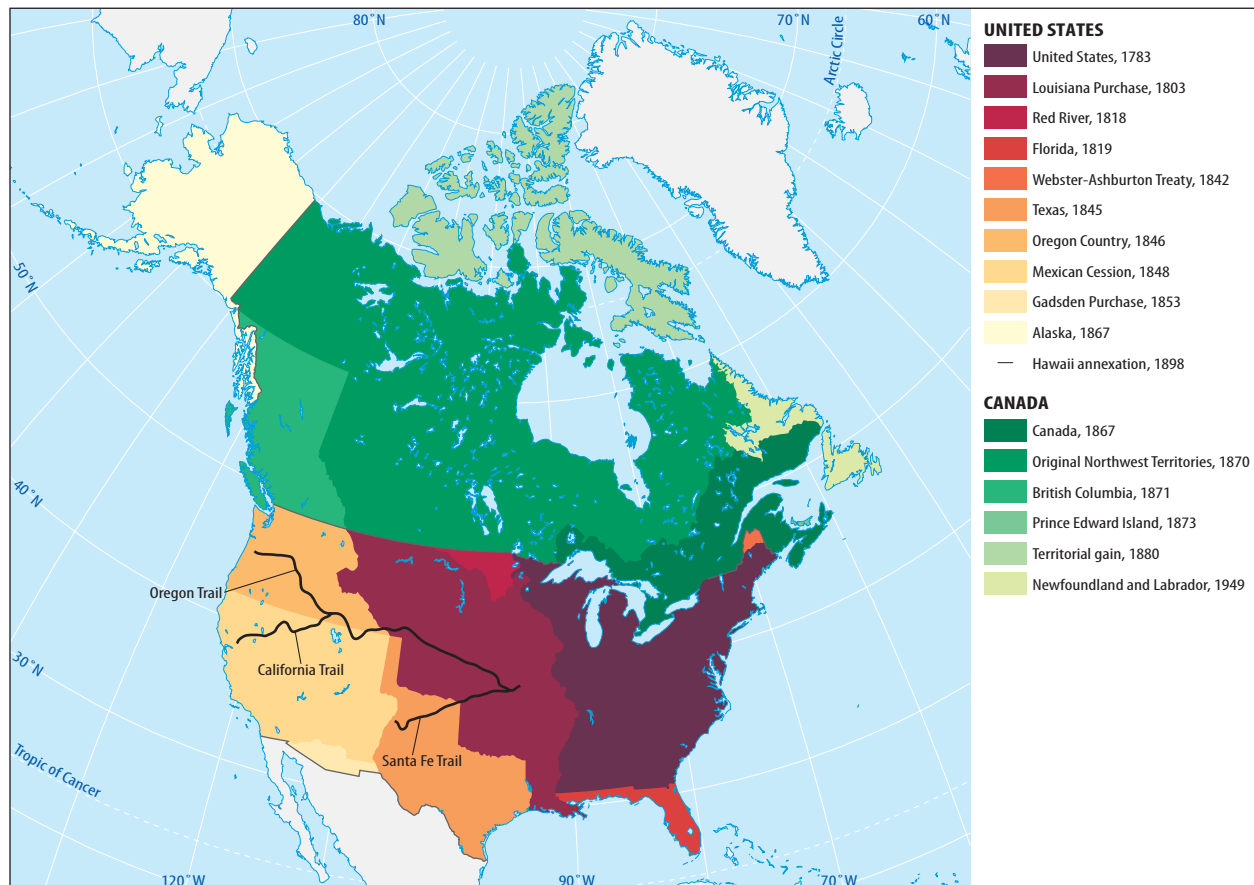 80°N
70°N
60°N
Arctic Circle
50°N
40°N
30°N
Tropic of Cancer
120°W
90°W
70°W
Oregon Trail
California Trail
Santa Fe Trail
UNITED STATES
United States, 1783
Louisiana Purchase, 1803
Red River, 1818
Florida, 1819
Webster-Ashburton Treaty, 1842
Texas, 1845
Oregon Country, 1846
Mexican Cession, 1848
Gadsden Purchase, 1853
Alaska, 1867
Hawaii annexation, 1898
CANADA
Canada, 1867
Original Northwest Territories, 1870
British Columbia, 1871
Prince Edward Island, 1873
Territorial gain, 1880
Newfoundland and Labrador, 1949